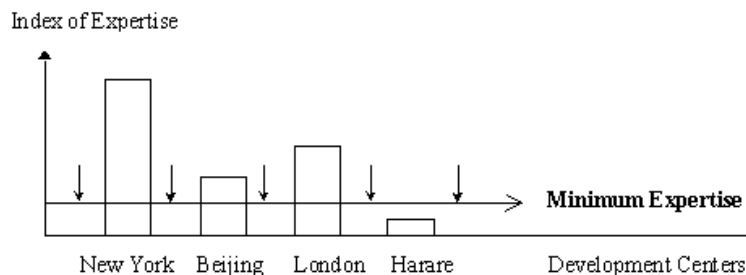 Index of Expertise
Minimum Expertise
New York Beijing London Harare Development Centers